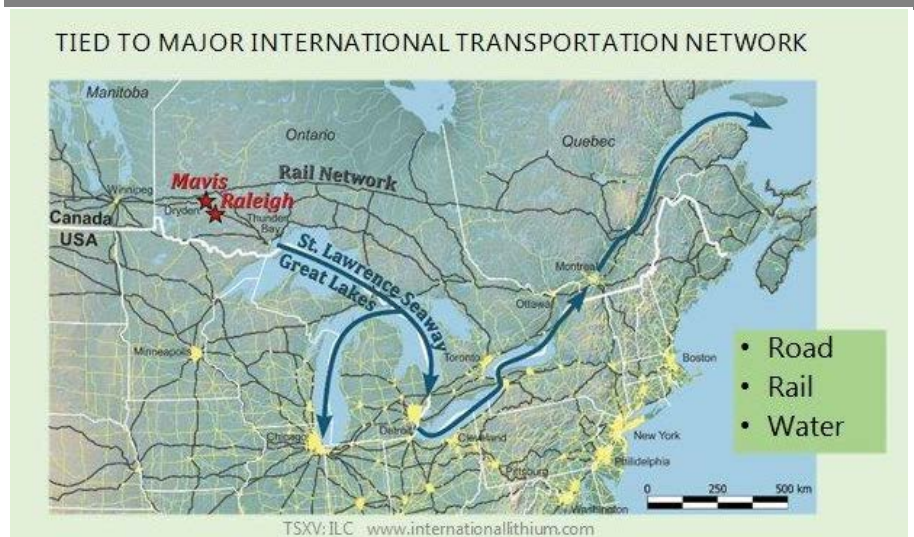 TIED TO MAJOR INTERNATIONAL TRANSPORTATION NETWORK
Manitoba
Ontario
Quebec
Rail Network
Mavis
Winnipeg
Raleigh
Dryden
Thunder
Bay
Canada
USA
St. Lawrence Seaway
Great Lakes
Montreal
Ottawa
Minneapolis
Toronto
Boston
• Road
• Rail
• Water
Chicago
Detroit
Cleveland
New York
Pittsburg
Philidelphia
Washington
0 250 500 km
TSXV: ILC www.internationallithium.com